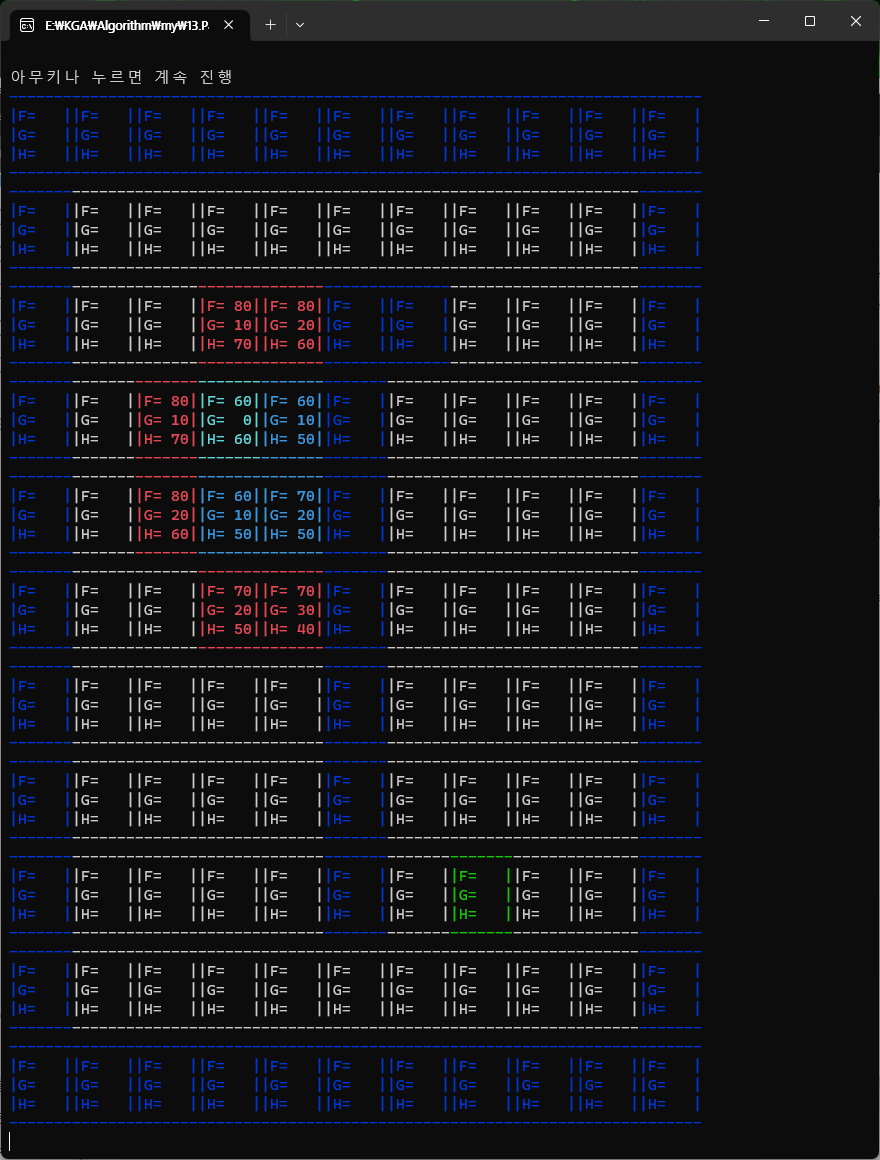 E:₩KGA₩Algorithm₩my₩13.P
아무키나 누르면 계속 진행
|F=   ||F=   ||F=   ||F=   ||F=   ||F=   ||F=   ||F=   ||F=   ||F=   ||F=   |
|G=   ||G=   ||G=   ||G=   ||G=   ||G=   ||G=   ||G=   ||G=   ||G=   ||G=   |
|H=   ||H=   ||H=   ||H=   ||H=   ||H=   ||H=   ||H=   ||H=   ||H=   ||H=   |
|F=   ||F=   ||F=   ||F=   ||F=   ||F=   ||F=   ||F=   ||F=   ||F=   ||F=   |
|G=   ||G=   ||G=   ||G=   ||G=   ||G=   ||G=   ||G=   ||G=   ||G=   ||G=   |
|H=   ||H=   ||H=   ||H=   ||H=   ||H=   ||H=   ||H=   ||H=   ||H=   ||H=   |
|F=   ||F=   ||F=   ||F= 80||F= 80||F=   ||F=   ||F=   ||F=   ||F=   ||F=   |
|G=   ||G=   ||G=   ||G= 10||G= 20||G=   ||G=   ||G=   ||G=   ||G=   ||G=   |
|H=   ||H=   ||H=   ||H= 70||H= 60||H=   ||H=   ||H=   ||H=   ||H=   ||H=   |
|F=   ||F=   ||F= 80||F= 60||F= 60||F=   ||F=   ||F=   ||F=   ||F=   ||F=   |
|G=   ||G=   ||G= 10||G=  0||G= 10||G=   ||G=   ||G=   ||G=   ||G=   ||G=   |
|H=   ||H=   ||H= 70||H= 60||H= 50||H=   ||H=   ||H=   ||H=   ||H=   ||H=   |
|F=   ||F=   ||F= 80||F= 60||F= 70||F=   ||F=   ||F=   ||F=   ||F=   ||F=   |
|G=   ||G=   ||G= 20||G= 10||G= 20||G=   ||G=   ||G=   ||G=   ||G=   ||G=   |
|H=   ||H=   ||H= 60||H= 50||H= 50||H=   ||H=   ||H=   ||H=   ||H=   ||H=   |
|F=   ||F=   ||F=   ||F= 70||F= 70||F=   ||F=   ||F=   ||F=   ||F=   ||F=   |
|G=   ||G=   ||G=   ||G= 20||G= 30||G=   ||G=   ||G=   ||G=   ||G=   ||G=   |
|H=   ||H=   ||H=   ||H= 50||H= 40||H=   ||H=   ||H=   ||H=   ||H=   ||H=   |
|F=   ||F=   ||F=   ||F=   ||F=   ||F=   ||F=   ||F=   ||F=   ||F=   ||F=   |
|G=   ||G=   ||G=   ||G=   ||G=   ||G=   ||G=   ||G=   ||G=   ||G=   ||G=   |
|H=   ||H=   ||H=   ||H=   ||H=   ||H=   ||H=   ||H=   ||H=   ||H=   ||H=   |
|F=   ||F=   ||F=   ||F=   ||F=   ||F=   ||F=   ||F=   ||F=   ||F=   ||F=   |
|G=   ||G=   ||G=   ||G=   ||G=   ||G=   ||G=   ||G=   ||G=   ||G=   ||G=   |
|H=   ||H=   ||H=   ||H=   ||H=   ||H=   ||H=   ||H=   ||H=   ||H=   ||H=   |
|F=   ||F=   ||F=   ||F=   ||F=   ||F=   ||F=   ||F=   ||F=   ||F=   ||F=   |
|G=   ||G=   ||G=   ||G=   ||G=   ||G=   ||G=   ||G=   ||G=   ||G=   ||G=   |
|H=   ||H=   ||H=   ||H=   ||H=   ||H=   ||H=   ||H=   ||H=   ||H=   ||H=   |
|F=   ||F=   ||F=   ||F=   ||F=   ||F=   ||F=   ||F=   ||F=   ||F=   ||F=   |
|G=   ||G=   ||G=   ||G=   ||G=   ||G=   ||G=   ||G=   ||G=   ||G=   ||G=   |
|H=   ||H=   ||H=   ||H=   ||H=   ||H=   ||H=   ||H=   ||H=   ||H=   ||H=   |
|F=   ||F=   ||F=   ||F=   ||F=   ||F=   ||F=   ||F=   ||F=   ||F=   ||F=   |
|G=   ||G=   ||G=   ||G=   ||G=   ||G=   ||G=   ||G=   ||G=   ||G=   ||G=   |
|H=   ||H=   ||H=   ||H=   ||H=   ||H=   ||H=   ||H=   ||H=   ||H=   ||H=   |